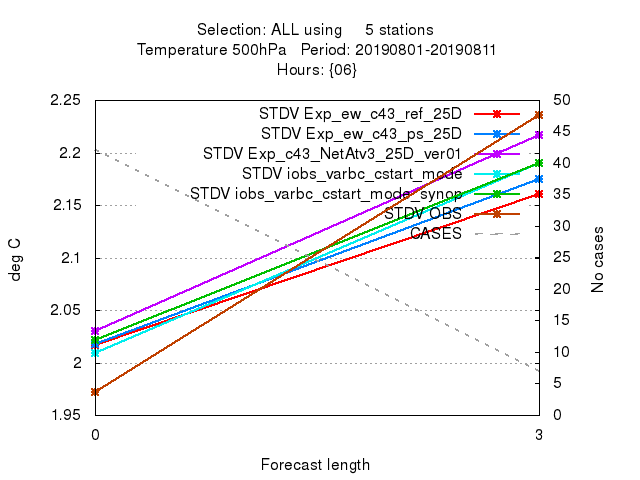 Selection: ALL using 5 stations
Temperature 500hPa Period: 20190801-20190811
Hours: {06}
2.25
2.2
2.15
2.1
2.05
2
1.95
50
45
40
35
30
25
20
15
10
5
0
deg C
No cases
STDV Exp_ew_c43_ref_25D
STDV Exp_ew_c43_ps_25D
STDV Exp_c43_NetAtv3_25D_ver01
STDV iobs_varbc_cstart_mode
STDV iobs_varbc_cstart_mode_synop
STDV OBS
CASES
0
3
Forecast length